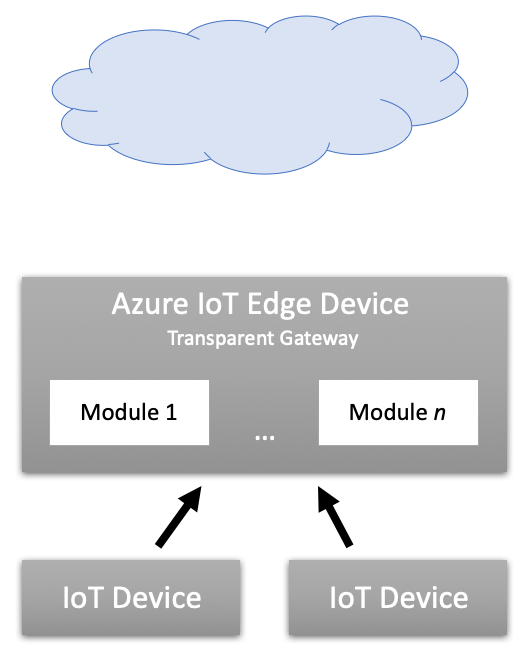 Azure IoT Edge Device
Transparent Gateway
Module 1
...
Module n
IoT Device
IoT Device